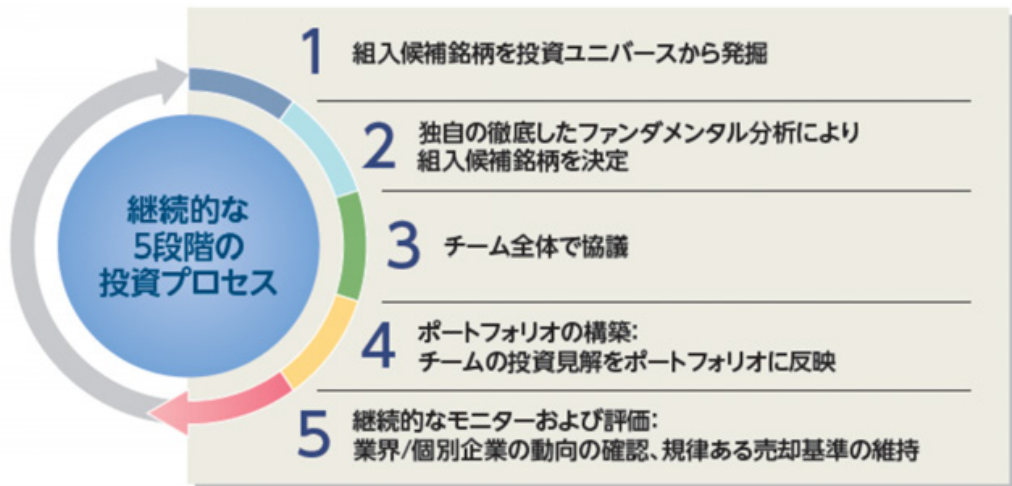 継続的な
5段階の
投資プロセス
1 組入候補銘柄を投資ユニバースから発掘
2 独自の徹底したファンダメンタル分析により
組入候補銘柄を決定
3 チーム全体で協議
4 ポートフォリオの構築:
チームの投資見解をポートフォリオに反映
5 継続的なモニターおよび評価:
業界/個別企業の動向の確認、規律ある売却基準の維持